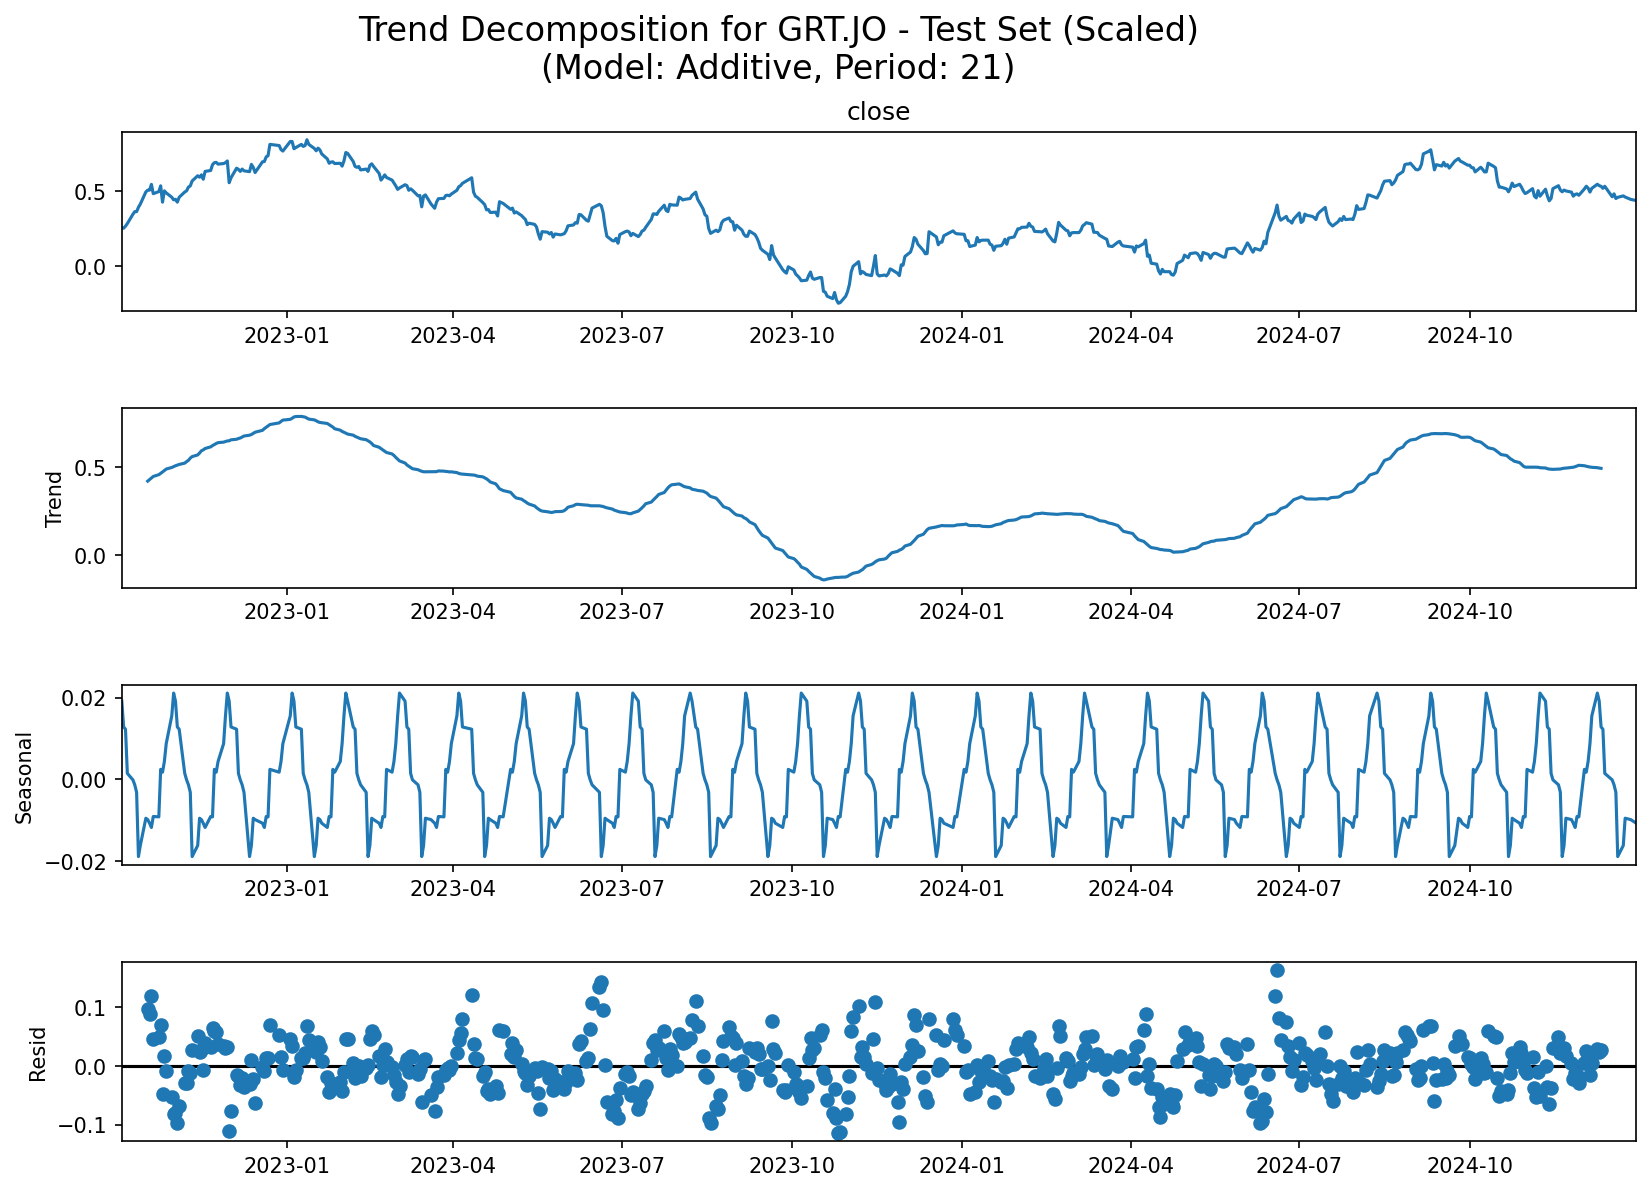 Trend Decomposition for GRT.JO - Test Set (Scaled)
(Model: Additive, Period: 21)
close
0.5
0.0
2023-01 2023-04 2023-07 2023-10 2024-01 2024-04 2024-07 2024-10
Trend
0.5
0.0
2023-01 2023-04 2023-07 2023-10 2024-01 2024-04 2024-07 2024-10
Seasonal
0.02
0.00
−0.02
2023-01 2023-04 2023-07 2023-10 2024-01 2024-04 2024-07 2024-10
Resid
0.1
0.0
−0.1
2023-01 2023-04 2023-07 2023-10 2024-01 2024-04 2024-07 2024-10